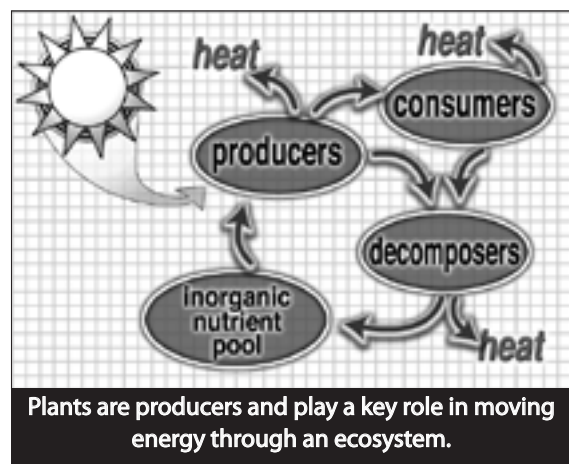 heat
heat
consumers
producers
decomposers
inorganic
nutrient
pool
heat
Plants are producers and play a key role in moving
energy through an ecosystem.